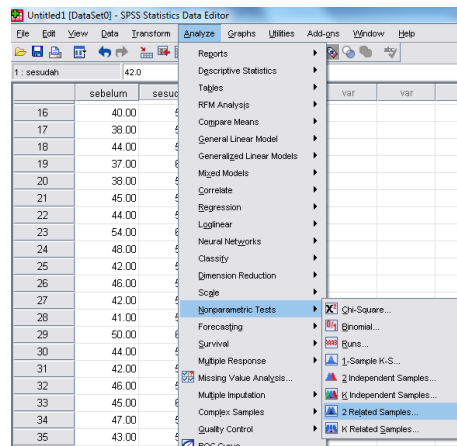 Untitled1 [DataSet0] - SPSS Statistics Data Editor
File Edit View Data Transform Analyze Graphs Utilities Add-ons Window Help
1 : sesudah 42.0
sebelum sesu var var
Reports
Descriptive Statistics
Tables
RFM Analysis
Compare Means
General Linear Model
Generalized Linear Models
Mixed Models
Correlate
Regression
Loglinear
Neural Networks
Classify
Dimension Reduction
Scale
Nonparametric Tests
Forecasting
Survival
Multiple Response
Missing Value Analysis...
Multiple Imputation
Complex Samples
Quality Control
ROC Curve
Chi-Square...
Binomial...
Runs...
1-Sample K-S...
2 Independent Samples...
K Independent Samples...
2 Related Samples...
K Related Samples...
16 40.00
17 38.00
18 44.00
19 37.00
20 38.00
21 45.00
22 44.00
23 54.00
24 48.00
25 42.00
26 46.00
27 42.00
28 41.00
29 50.00
30 44.00
31 42.00
32 46.00
33 45.00
34 47.00
35 43.00